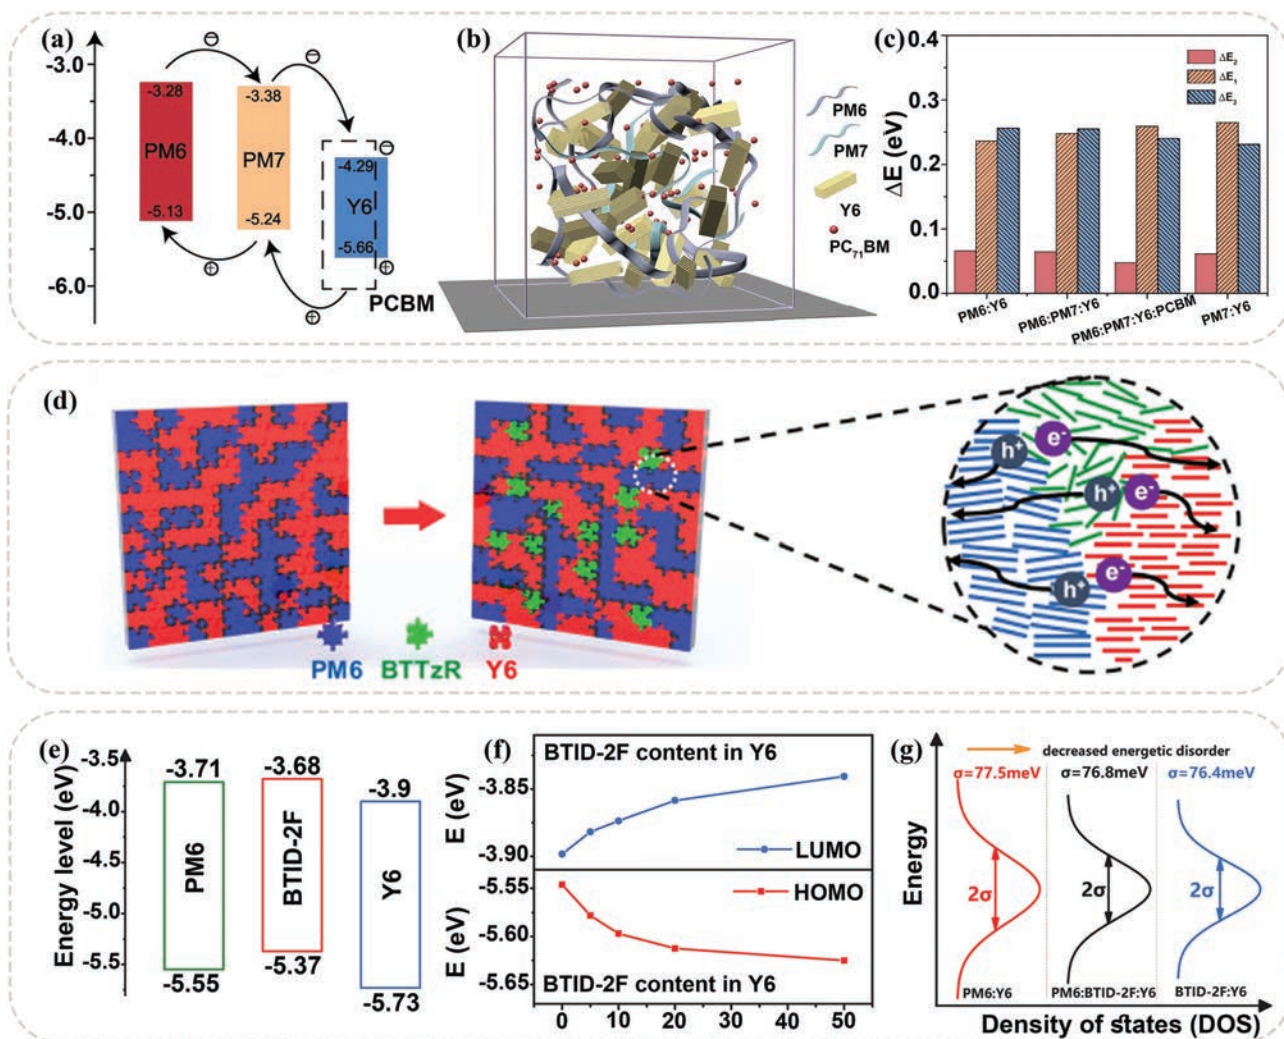 (a)
-3.0
-4.0
-5.0
-6.0
-3.28
PM6
-5.13
-3.38
PM7
-5.24
-4.29
Y6
-5.66
PCBM
(b)
PM6
PM7
Y6
PC71BM
(c)
ΔE (eV)
0.4
0.3
0.2
0.1
0.0
ΔE2
ΔE1
ΔE3
PM6:Y6
PM6:PM7:Y6
PM6:PM7:Y6:PCBM
PM7:Y6
(d)
PM6 BTTzR Y6
h+ e-
h+ e-
h+ e-
(e)
Energy level (eV)
-3.5
-4.0
-4.5
-5.0
-5.5
-3.71
PM6
-5.55
-3.68
BTID-2F
-5.37
-3.9
Y6
-5.73
(f)
BTID-2F content in Y6
E (eV)
-3.85
-3.90
LUMO
HOMO
E (eV)
-5.55
-5.60
-5.65
BTID-2F content in Y6
0 10 20 30 40 50
(g)
decreased energetic disorder
σ=77.5meV σ=76.8meV σ=76.4meV
Energy
2σ 2σ 2σ
PM6:Y6 PM6:BTID-2F:Y6 BTID-2F:Y6
Density of states (DOS)